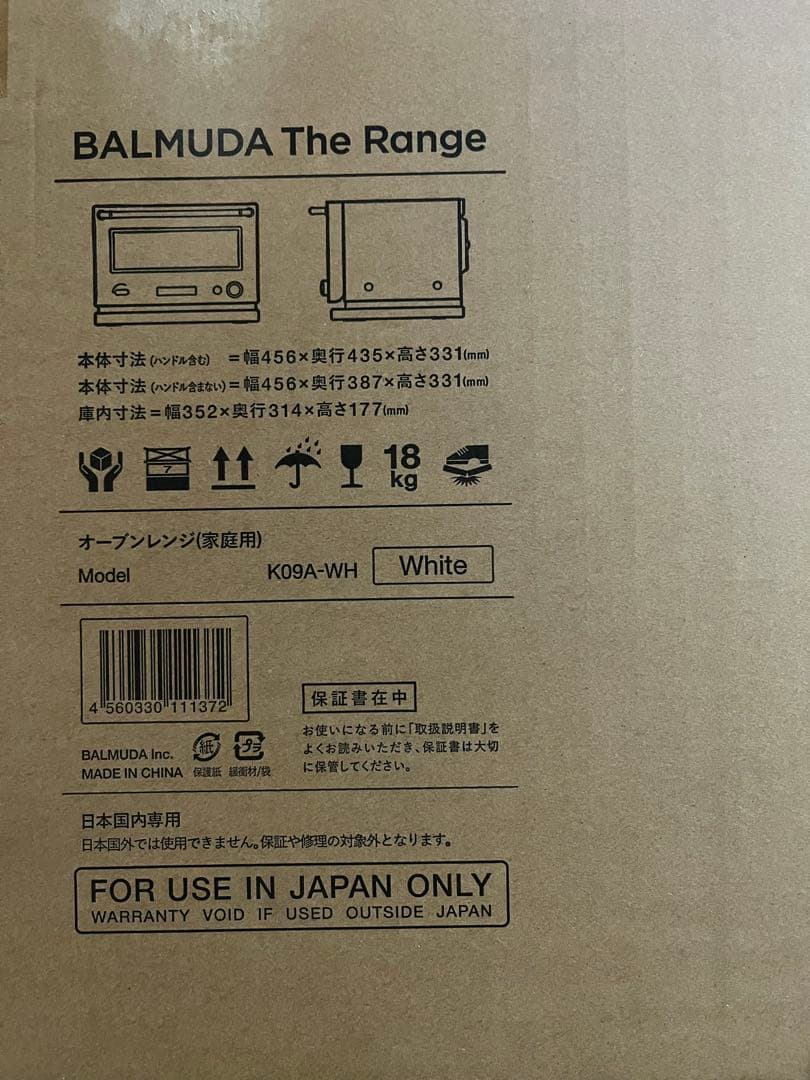 BALMUDA The Range
本体寸法(ハンドル含む)=幅456×奥行435×高さ331(mm)
本体寸法(ハンドル含まない)=幅456×奥行387×高さ331(mm)
庫内寸法=幅352×奥行314×高さ177(mm)
7
18
kg
オーブンレンジ(家庭用)
Model K09A-WH White
4 560330 111372
保証書在中
お使いになる前に「取扱説明書」を
よくお読みいただき、保証書は大切
に保管してください。
BALMUDA Inc.
MADE IN CHINA
紙 プラ
保護紙 緩衝材/袋
日本国内専用
日本国外では使用できません。保証や修理の対象外となります。
FOR USE IN JAPAN ONLY
WARRANTY VOID IF USED OUTSIDE JAPAN